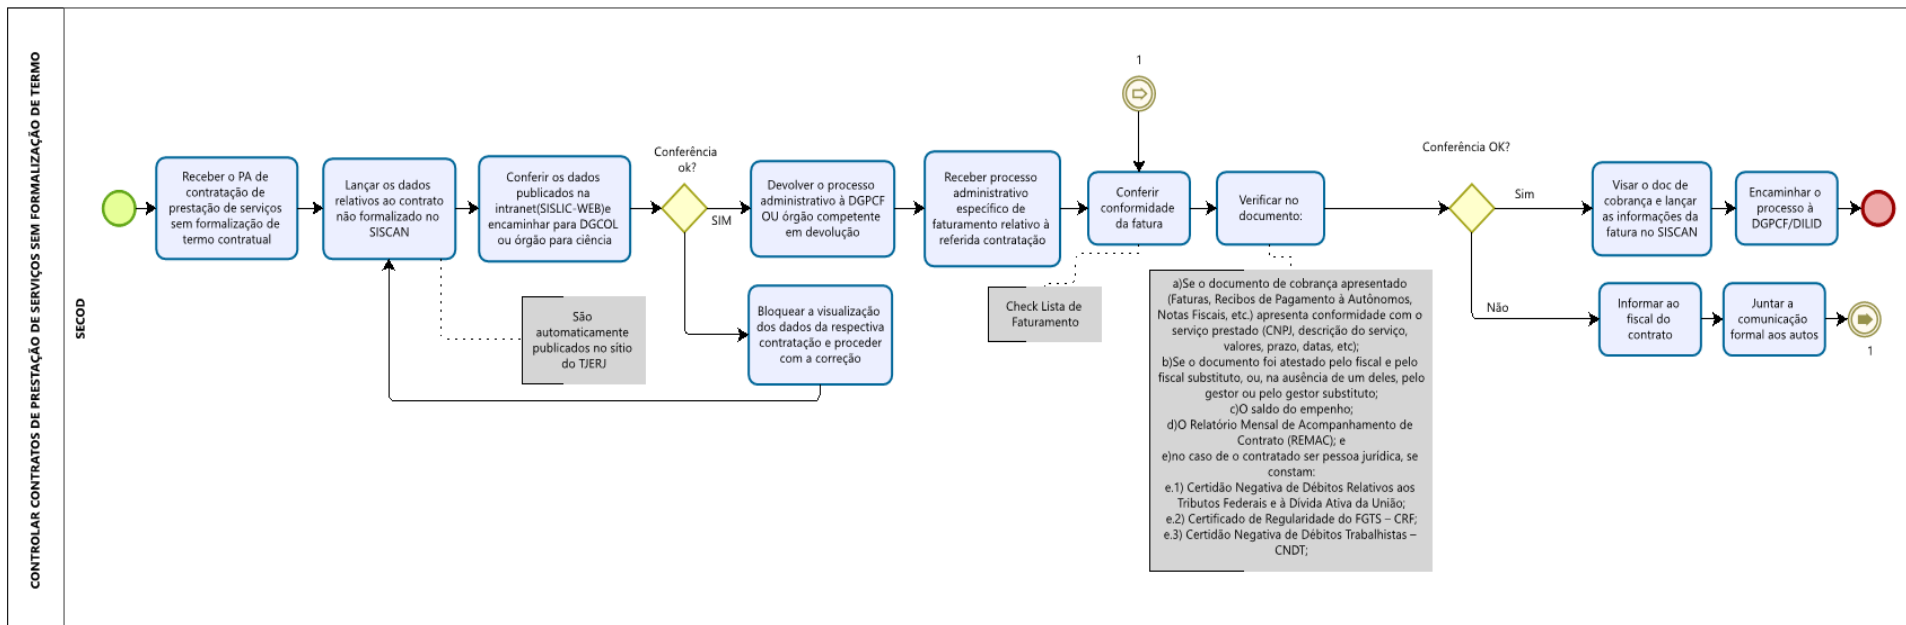 CONTROLAR CONTRATOS DE PRESTAÇÃO DE SERVIÇOS SEM FORMALIZAÇÃO DE TERMO
SECOD
Receber o PA de
contratação de
prestação de serviços
sem formalização de
termo contratual
Lançar os dados
relativos ao contrato
não formalizado no
SISCAN
São
automaticamente
publicados no sítio
do TJERJ
Conferir os dados
publicados na
intranet(SISLIC-WEB)e
encaminhar para DGCOL
ou órgão para ciência
Conferência
ok?
SIM
Devolver o processo
administrativo à DGPCF
OU órgão competente
em devolução
Bloquear a visualização
dos dados da respectiva
contratação e proceder
com a correção
Receber processo
administrativo
específico de
faturamento relativo à
referida contratação
1
Conferir
conformidade
da fatura
Check Lista de
Faturamento
Verificar no
documento:
a)Se o documento de cobrança apresentado
(Faturas, Recibos de Pagamento à Autônomos,
Notas Fiscais, etc.) apresenta conformidade com o
serviço prestado (CNPJ, descrição do serviço,
valores, prazo, datas, etc);
b)Se o documento foi atestado pelo fiscal e pelo
fiscal substituto, ou, na ausência de um deles, pelo
gestor ou pelo gestor substituto;
c)O saldo do empenho;
d)O Relatório Mensal de Acompanhamento de
Contrato (REMAC); e
e)no caso de o contratado ser pessoa jurídica, se
constam:
e.1) Certidão Negativa de Débitos Relativos aos
Tributos Federais e à Dívida Ativa da União;
e.2) Certificado de Regularidade do FGTS – CRF;
e.3) Certidão Negativa de Débitos Trabalhistas –
CNDT;
Conferência OK?
Sim
Visar o doc de
cobrança e lançar
as informações da
fatura no SISCAN
Encaminhar o
processo à
DGPCF/DILID
Não
Informar ao
fiscal do
contrato
Juntar a
comunicação
formal aos autos
1